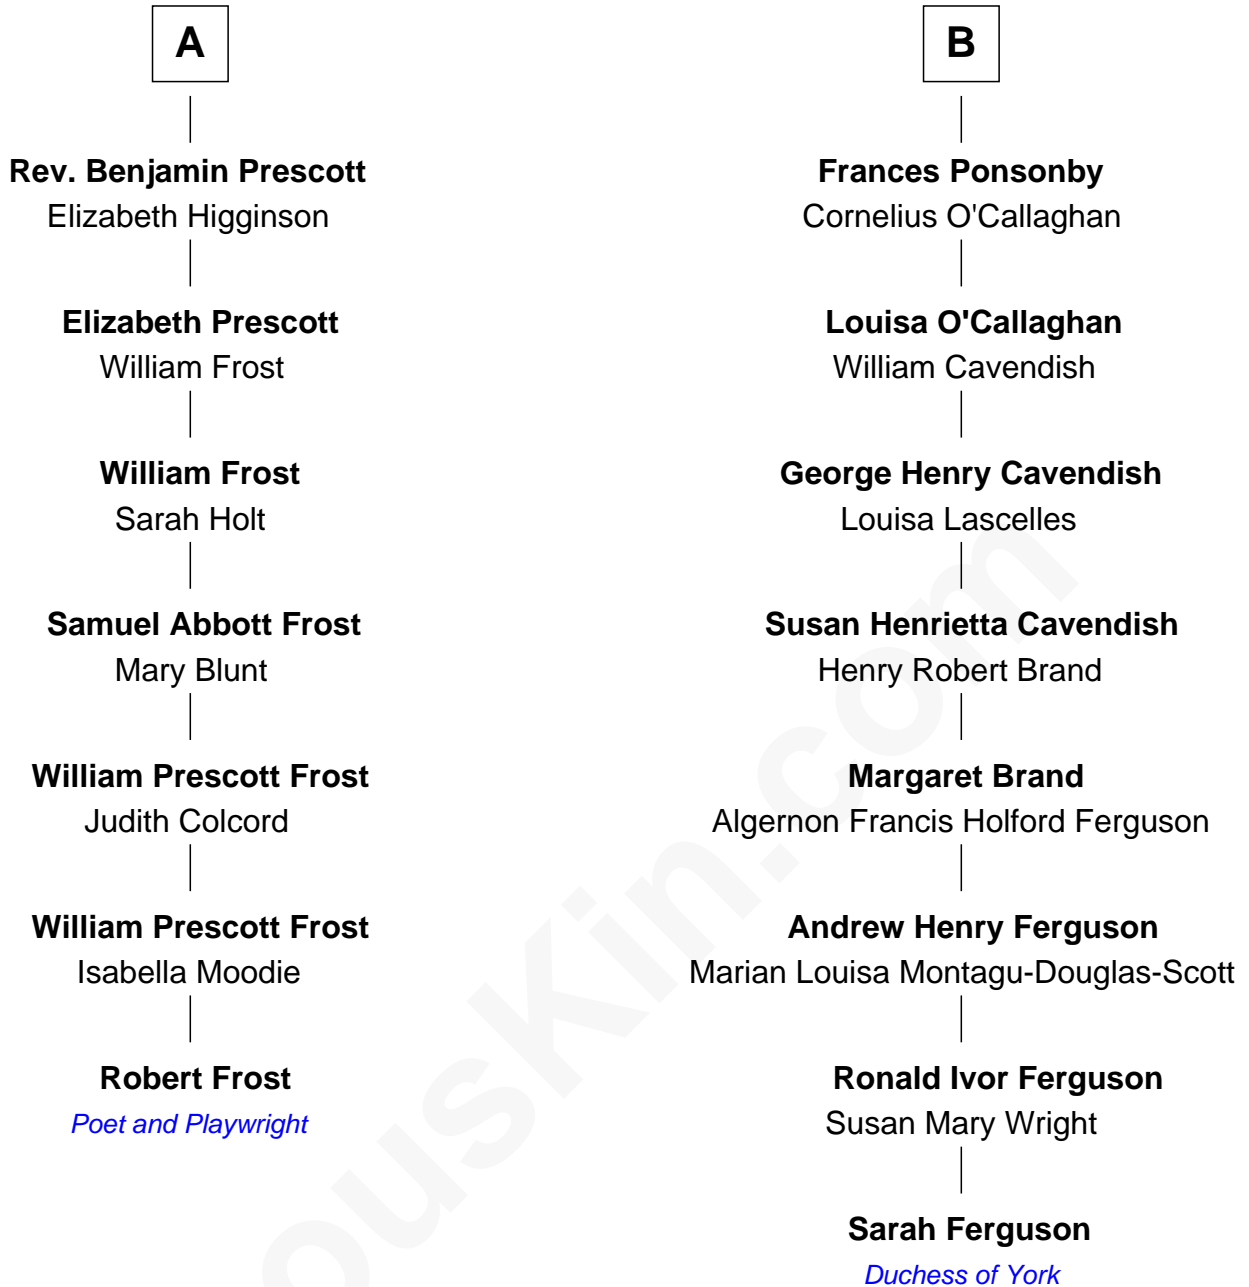 A
Rev. Benjamin Prescott
Elizabeth Higginson
Elizabeth Prescott
William Frost
William Frost
Sarah Holt
Samuel Abbott Frost
Mary Blunt
William Prescott Frost
Judith Colcord
William Prescott Frost
Isabella Moodie
Robert Frost
Poet and Playwright
B
Frances Ponsonby
Cornelius O'Callaghan
Louisa O'Callaghan
William Cavendish
George Henry Cavendish
Louisa Lascelles
Susan Henrietta Cavendish
Henry Robert Brand
Margaret Brand
Algernon Francis Holford Ferguson
Andrew Henry Ferguson
Marian Louisa Montagu-Douglas-Scott
Ronald Ivor Ferguson
Susan Mary Wright
Sarah Ferguson
Duchess of York
ousKin.com